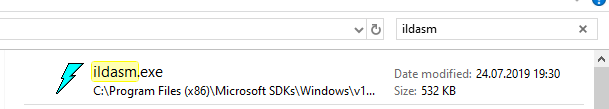 ildasm
ildasm.exe
Date modified: 24.07.2019 19:30
C:\Program Files (x86)\Microsoft SDKs\Windows\v1...
Size: 532 KB